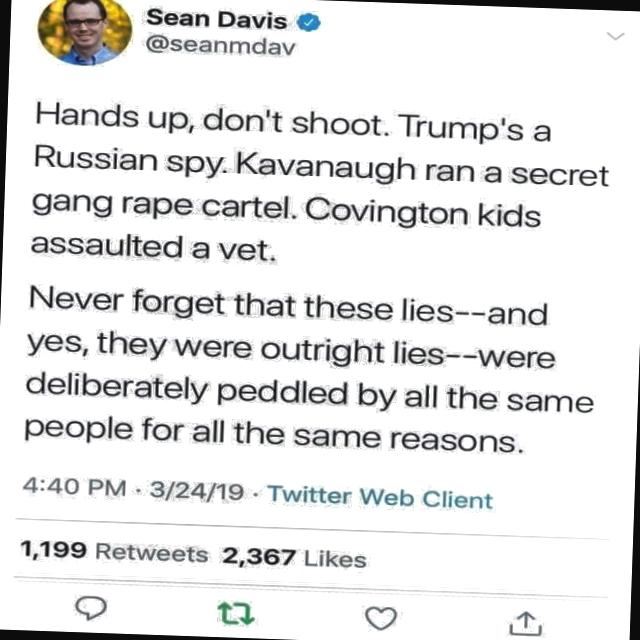 Sean Davis
@seanmdav
Hands up, don't shoot. Trump's a
Russian spy. Kavanaugh ran a secret
gang rape cartel. Covington kids
assaulted a vet.
Never forget that these lies--and
yes, they were outright lies--were
deliberately peddled by all the same
people for all the same reasons.
4:40 PM · 3/24/19 · Twitter Web Client
1,199 Retweets 2,367 Likes